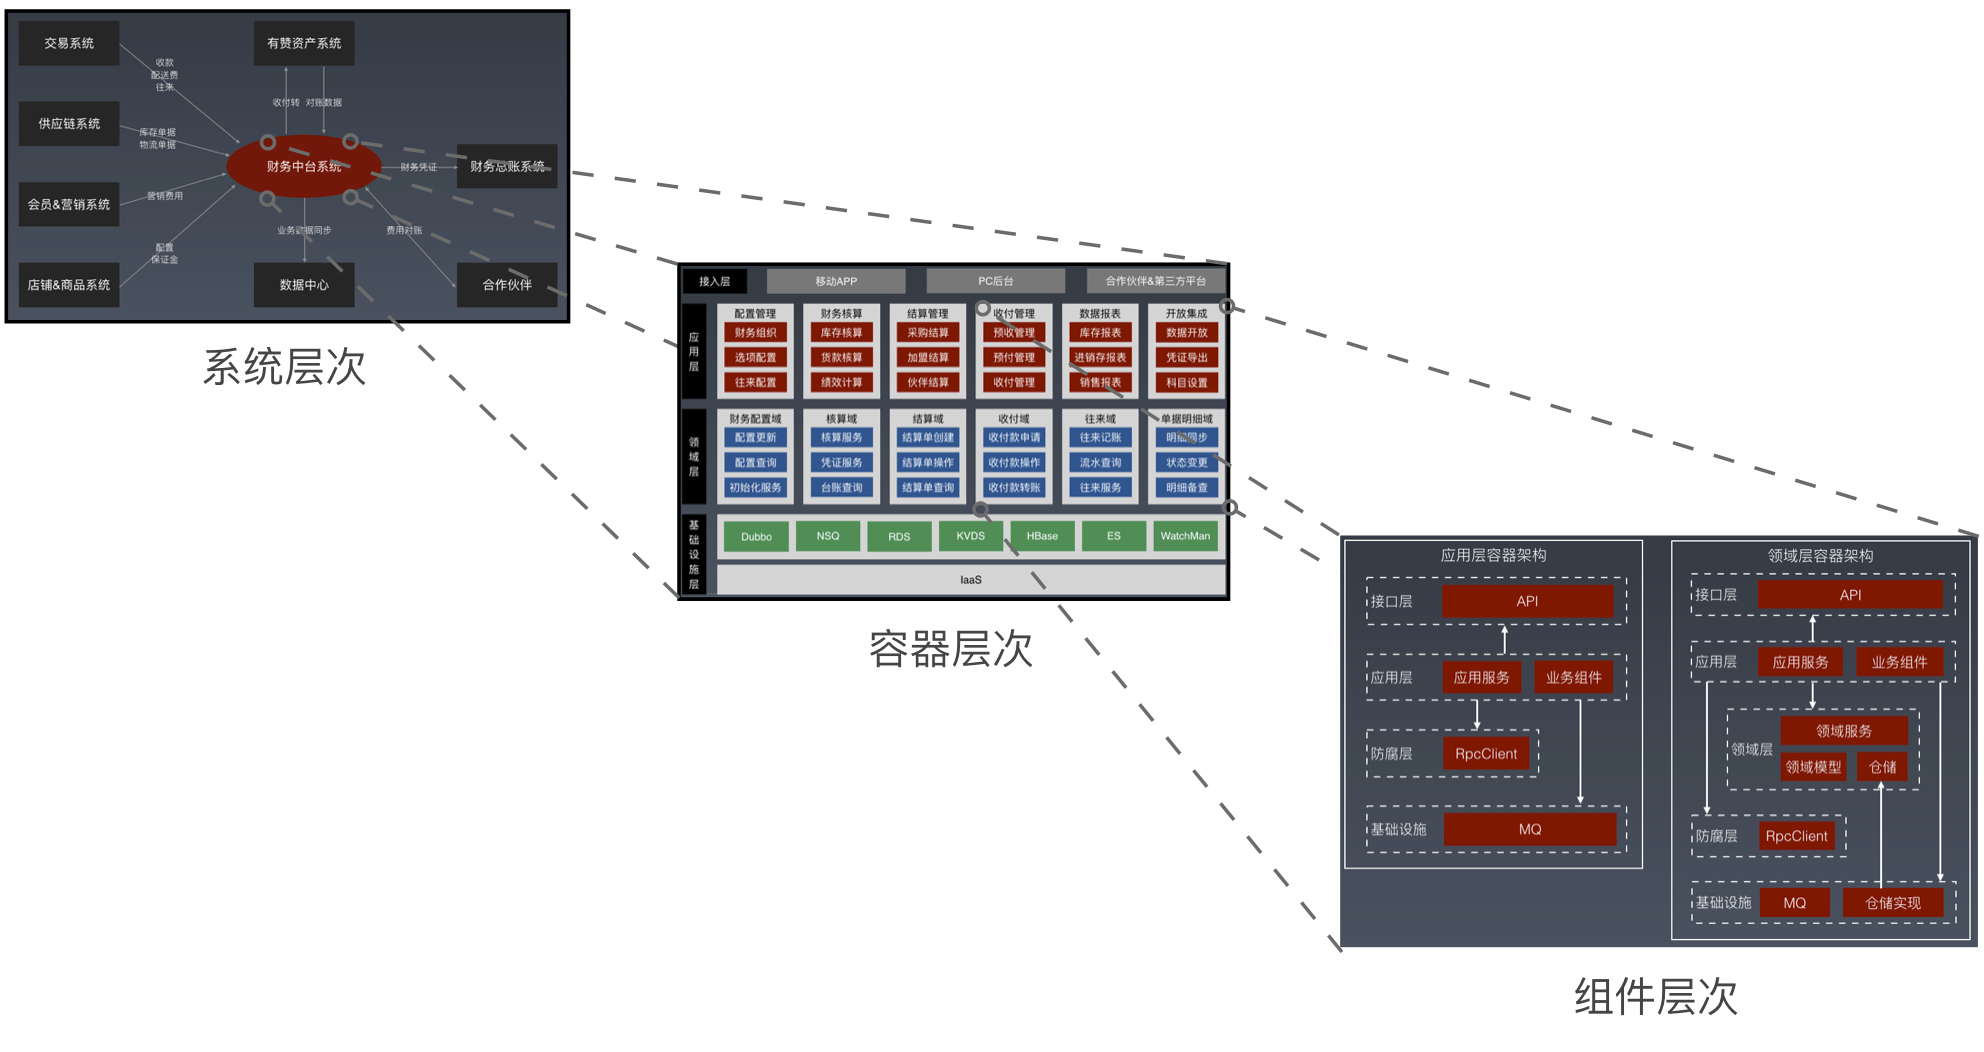 交易系统
有赞资产系统
收款
配送费
往来
收付转
对账数据
供应链系统
库存单据
物流单据
财务中台系统
财务凭证
财务总账系统
会员&营销系统
营销费用
业务数据同步
费用对账
配置
保证金
店铺&商品系统
数据中心
合作伙伴
系统层次
接入层
移动APP
PC后台
合作伙伴&第三方平台
应用层
配置管理
财务组织
选项配置
往来配置
财务核算
库存核算
货款核算
绩效计算
结算管理
采购结算
加盟结算
伙伴结算
收付管理
预收管理
预付管理
收付管理
数据报表
库存报表
进销存报表
销售报表
开放集成
数据开放
凭证导出
科目设置
领域层
财务配置域
配置更新
配置查询
初始化服务
核算域
核算服务
凭证服务
台账查询
结算域
结算单创建
结算单操作
结算单查询
收付域
收付款申请
收付款操作
收付款转账
往来域
往来记账
流水查询
往来服务
单据明细域
明细同步
状态变更
明细备查
基础设施层
Dubbo
NSQ
RDS
KVDS
HBase
ES
WatchMan
IaaS
容器层次
应用层容器架构
接口层
API
应用层
应用服务
业务组件
防腐层
RpcClient
基础设施
MQ
领域层容器架构
接口层
API
应用层
应用服务
业务组件
领域层
领域服务
领域模型
仓储
防腐层
RpcClient
基础设施
MQ
仓储实现
组件层次